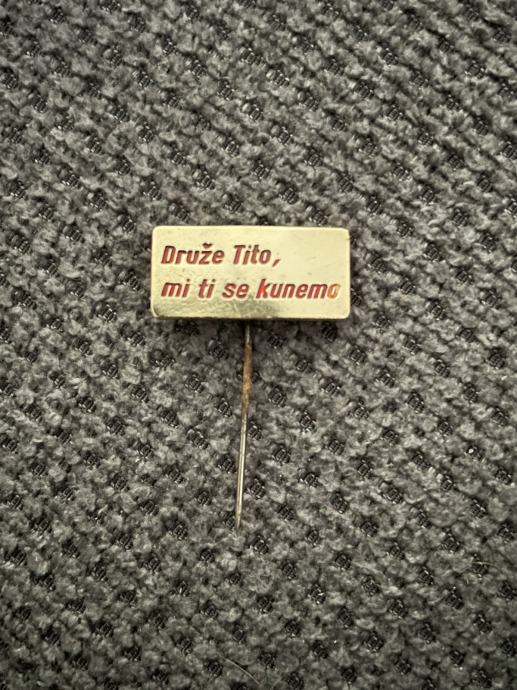 Druže Tito,
mi ti se kunemo